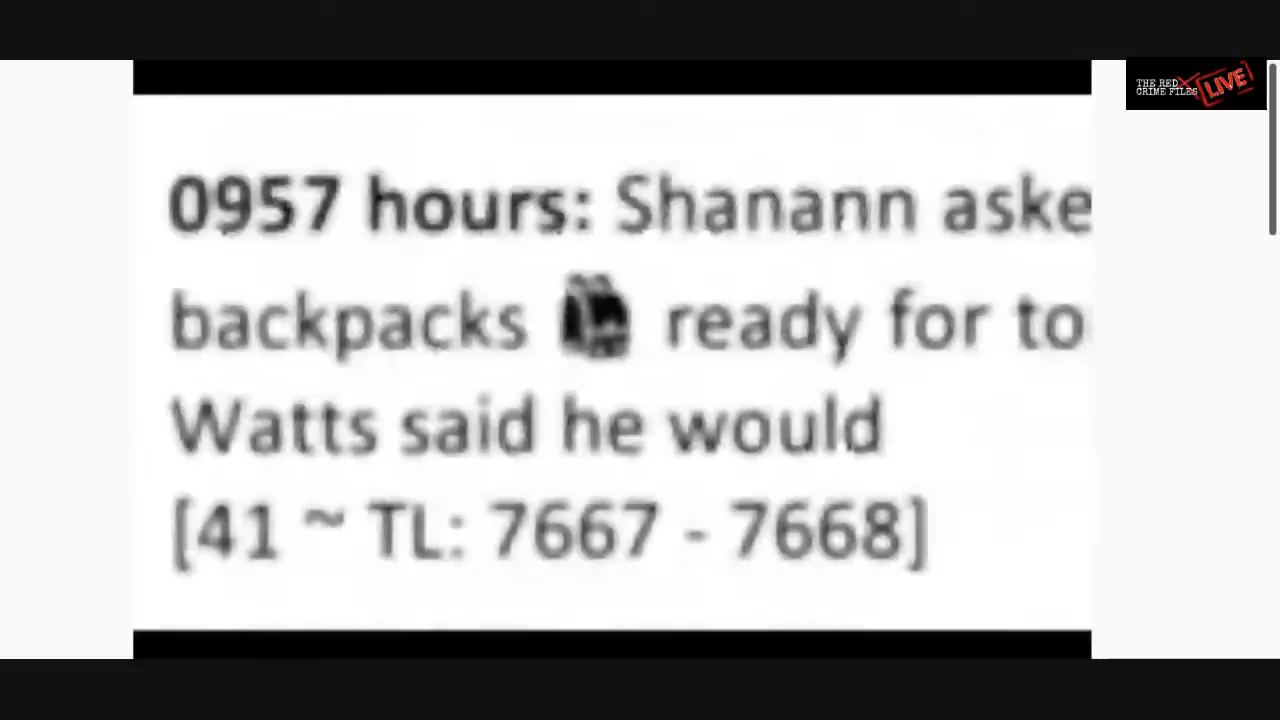 THE RED
CRIME FILES
LIVE
0957 hours: Shanann aske
backpacks ready for to
Watts said he would
[41 ~ TL: 7667 - 7668]